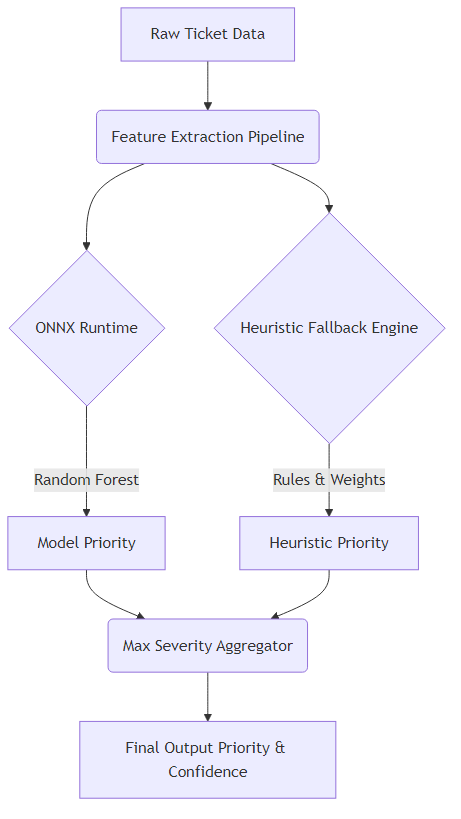 Raw Ticket Data
Feature Extraction Pipeline
ONNX Runtime
Heuristic Fallback Engine
Random Forest
Rules & Weights
Model Priority
Heuristic Priority
Max Severity Aggregator
Final Output Priority &
Confidence